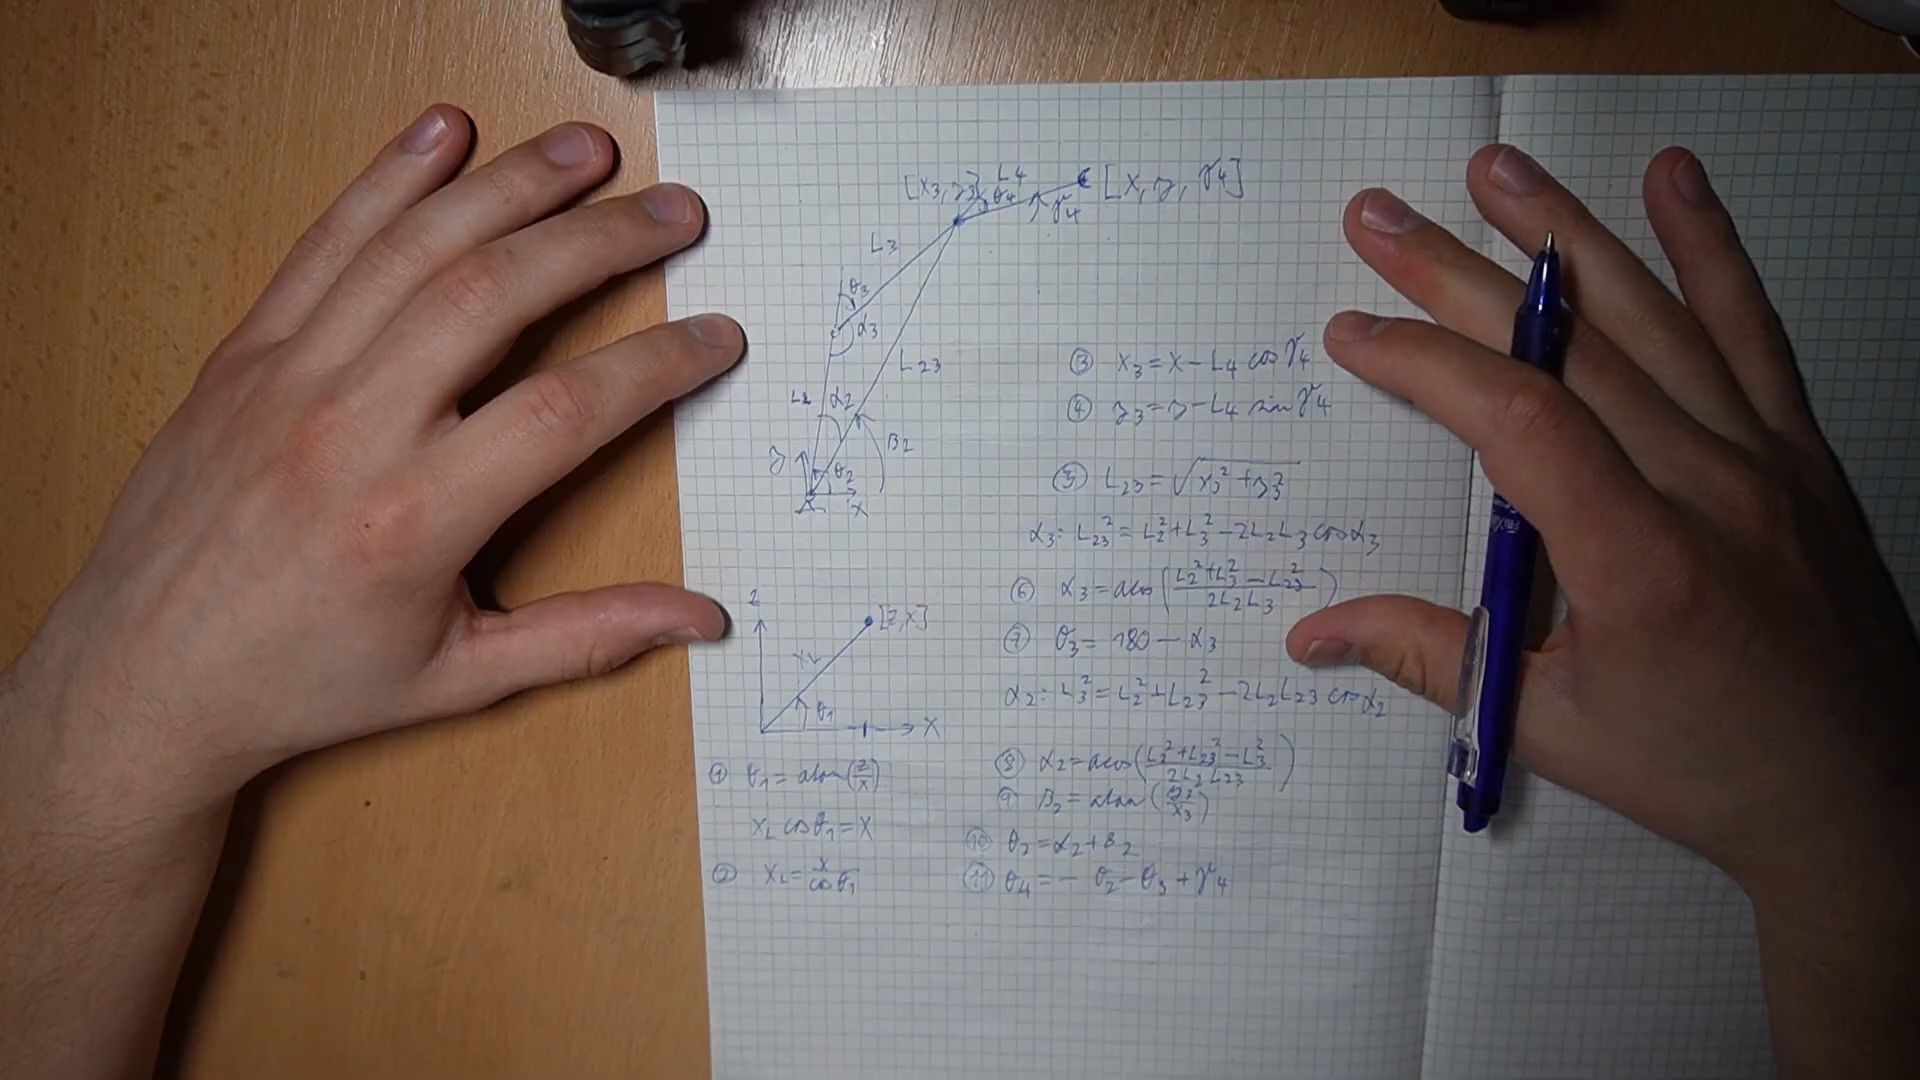 [x3, y3] L4 θ4 γ4 [x, y, γ4]
L3
θ3
α3
L23
L2 α2
β2
y θ2
x
③ x3 = x - L4 cos γ4
④ y3 = y - L4 sin γ4
⑤ L23 = √(x3² + y3²)
α3: L23² = L2² + L3² - 2L2L3 cos α3
⑥ α3 = acos((L2² + L3² - L23²)/(2L2L3))
⑦ θ3 = 180 - α3
α2: L3² = L2² + L23² - 2L2L23 cos α2
⑧ α2 = acos((L2² + L23² - L3²)/(2L2L23))
⑨ β2 = atan(y3/x3)
⑩ θ2 = α2 + β2
⑪ θ4 = - θ2 - θ3 + γ4
z
[z, x]
xL
θ1
x
① θ1 = atan(z/x)
xL cos θ1 = x
② xL = x/cos θ1